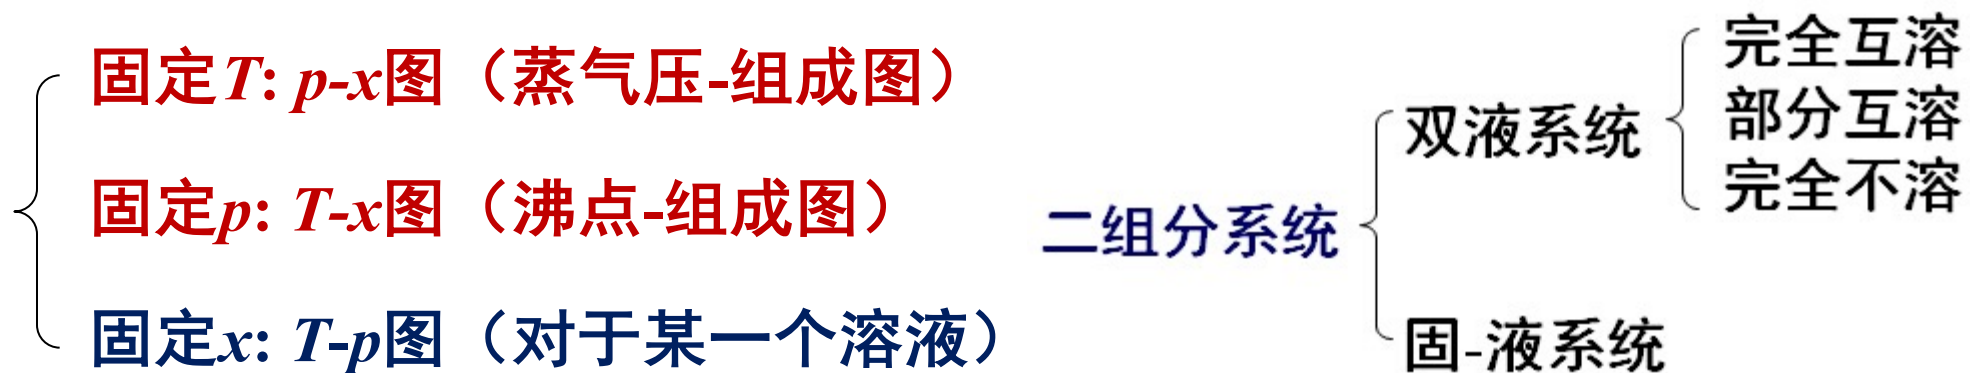 固定T: p-x图（蒸气压-组成图）
固定p: T-x图（沸点-组成图）
固定x: T-p图（对于某一个溶液）
二组分系统
双液系统
完全互溶
部分互溶
完全不溶
固-液系统